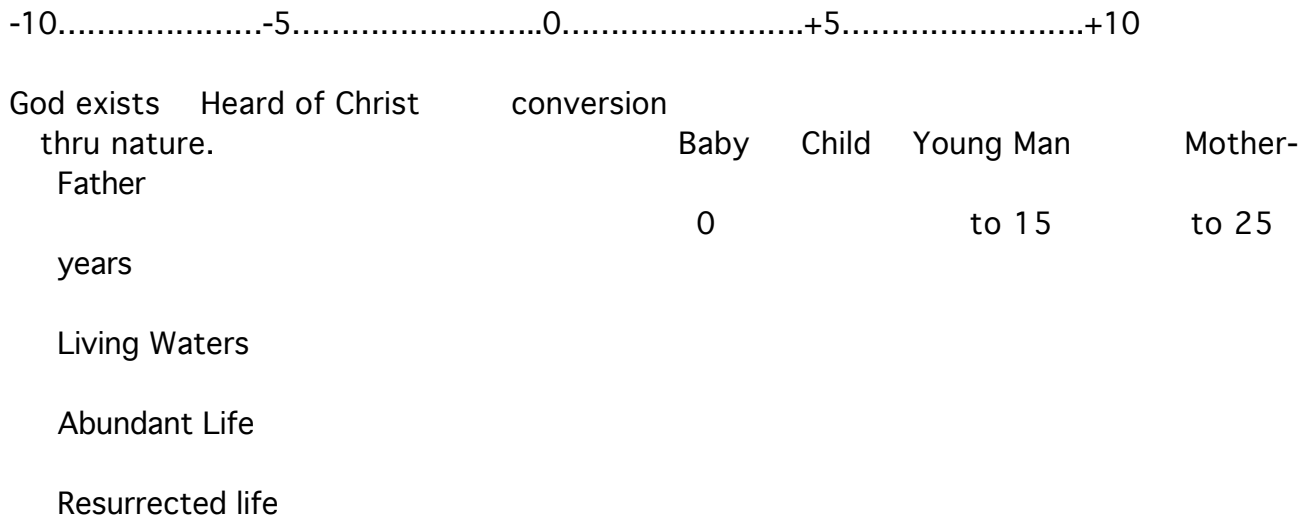 -10…………………-5……………………..0…………………….+5…………………….+10
God exists Heard of Christ conversion
thru nature. Baby Child Young Man Mother-
Father
0 to 15 to 25
years
Living Waters
Abundant Life
Resurrected life